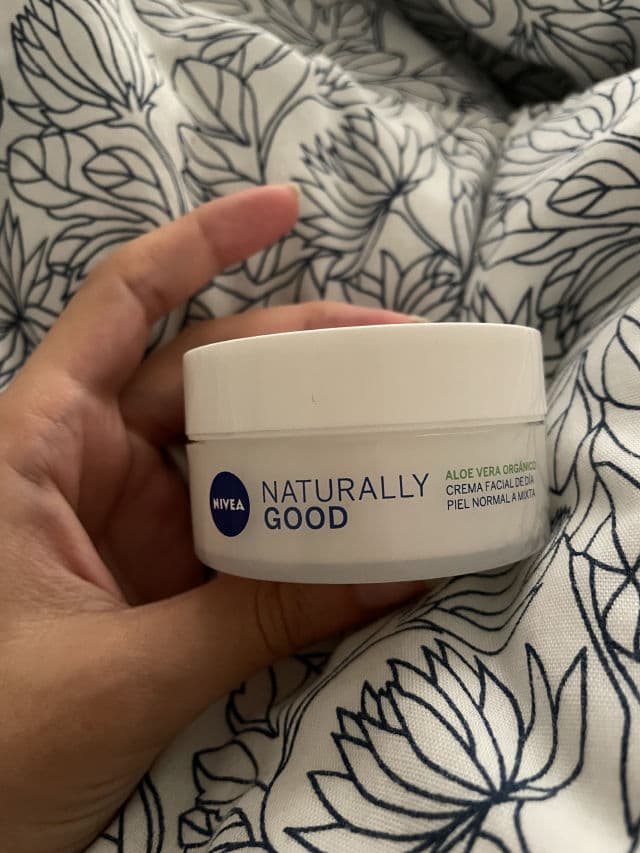 NIVEA
NATURALLY
GOOD
ALOE VERA ORGÁNICO
CREMA FACIAL DE DÍA
PIEL NORMAL A MIXTA